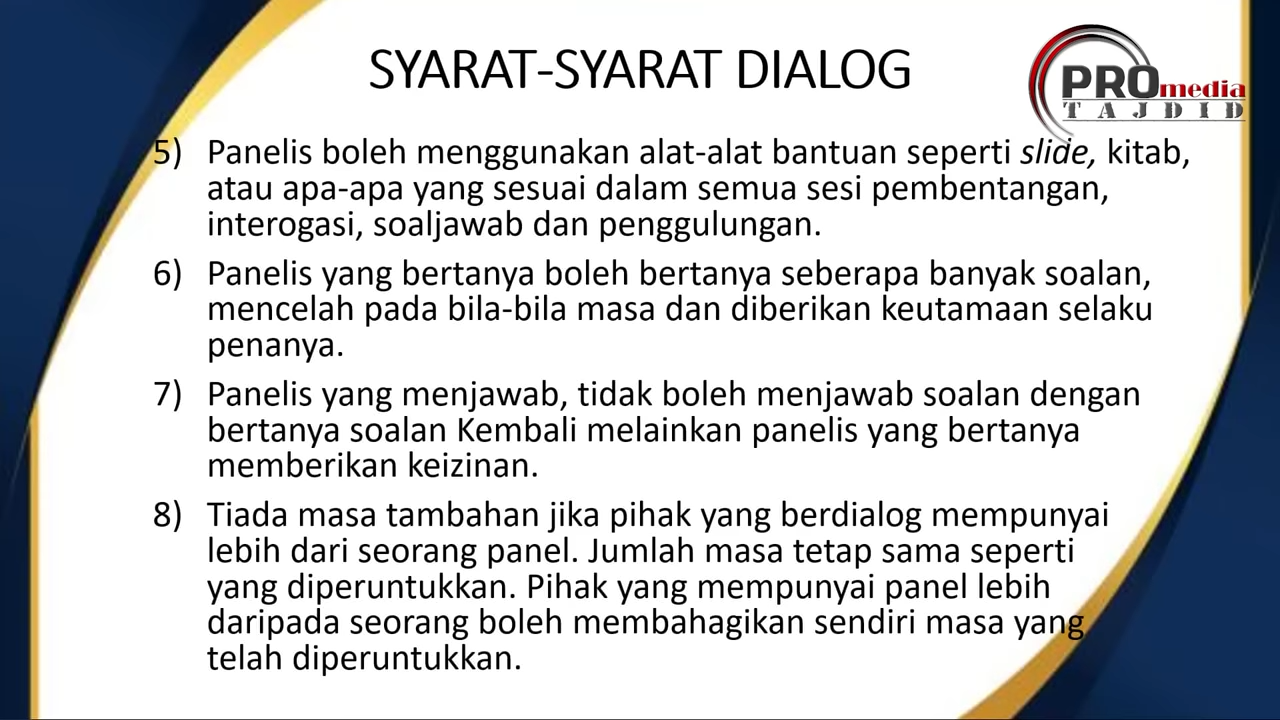 SYARAT-SYARAT DIALOG
PROmedia
TAJDID
5) Panelis boleh menggunakan alat-alat bantuan seperti slide, kitab,
atau apa-apa yang sesuai dalam semua sesi pembentangan,
interogasi, soaljawab dan penggulungan.
6) Panelis yang bertanya boleh bertanya seberapa banyak soalan,
mencelah pada bila-bila masa dan diberikan keutamaan selaku
penanya.
7) Panelis yang menjawab, tidak boleh menjawab soalan dengan
bertanya soalan Kembali melainkan panelis yang bertanya
memberikan keizinan.
8) Tiada masa tambahan jika pihak yang berdialog mempunyai
lebih dari seorang panel. Jumlah masa tetap sama seperti
yang diperuntukkan. Pihak yang mempunyai panel lebih
daripada seorang boleh membahagikan sendiri masa yang
telah diperuntukkan.